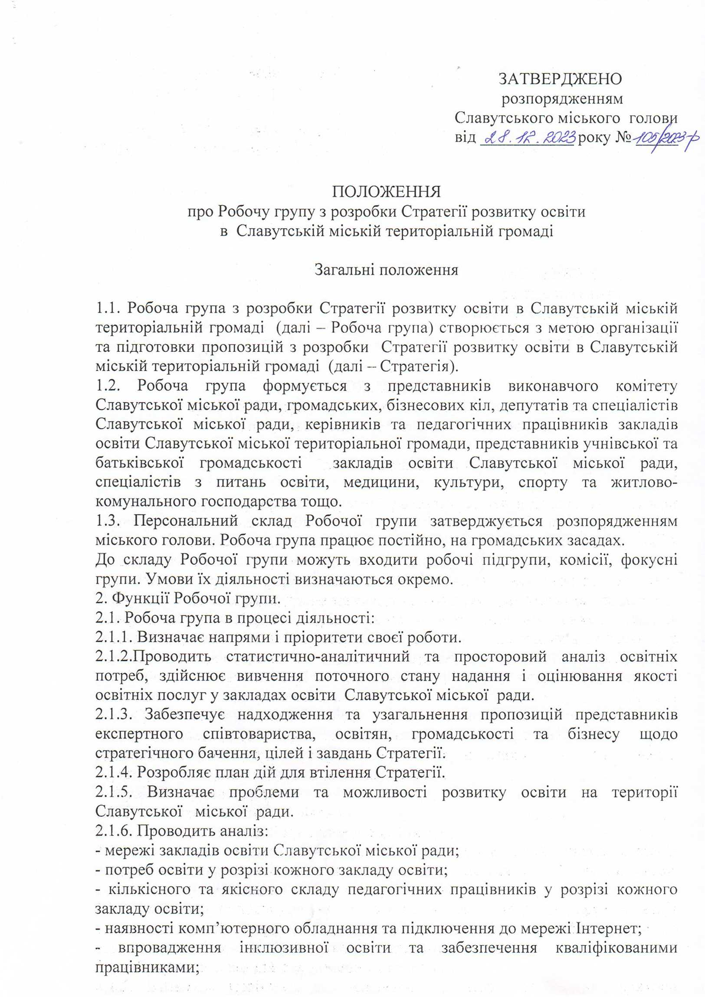 ЗАТВЕРДЖЕНО
розпорядженням
Славутського міського голови
від 28.12.2023 року № 105/2023-р
ПОЛОЖЕННЯ
про Робочу групу з розробки Стратегії розвитку освіти
в Славутській міській територіальній громаді
Загальні положення
1.1. Робоча група з розробки Стратегії розвитку освіти в Славутській міській
територіальній громаді (далі – Робоча група) створюється з метою організації
та підготовки пропозицій з розробки Стратегії розвитку освіти в Славутській
міській територіальній громаді (далі – Стратегія).
1.2. Робоча група формується з представників виконавчого комітету
Славутської міської ради, громадських, бізнесових кіл, депутатів та спеціалістів
Славутської міської ради, керівників та педагогічних працівників закладів
освіти Славутської міської територіальної громади, представників учнівської та
батьківської громадськості закладів освіти Славутської міської ради,
спеціалістів з питань освіти, медицини, культури, спорту та житлово-
комунального господарства тощо.
1.3. Персональний склад Робочої групи затверджується розпорядженням
міського голови. Робоча група працює постійно, на громадських засадах.
До складу Робочої групи можуть входити робочі підгрупи, комісії, фокусні
групи. Умови їх діяльності визначаються окремо.
2. Функції Робочої групи.
2.1. Робоча група в процесі діяльності:
2.1.1. Визначає напрями і пріоритети своєї роботи.
2.1.2.Проводить статистично-аналітичний та просторовий аналіз освітніх
потреб, здійснює вивчення поточного стану надання і оцінювання якості
освітніх послуг у закладах освіти Славутської міської ради.
2.1.3. Забезпечує надходження та узагальнення пропозицій представників
експертного співтовариства, освітян, громадськості та бізнесу щодо
стратегічного бачення, цілей і завдань Стратегії.
2.1.4. Розробляє план дій для втілення Стратегії.
2.1.5. Визначає проблеми та можливості розвитку освіти на території
Славутської міської ради.
2.1.6. Проводить аналіз:
- мережі закладів освіти Славутської міської ради;
- потреб освіти у розрізі кожного закладу освіти;
- кількісного та якісного складу педагогічних працівників у розрізі кожного
закладу освіти;
- наявності комп’ютерного обладнання та підключення до мережі Інтернет;
- впровадження інклюзивної освіти та забезпечення кваліфікованими
працівниками;